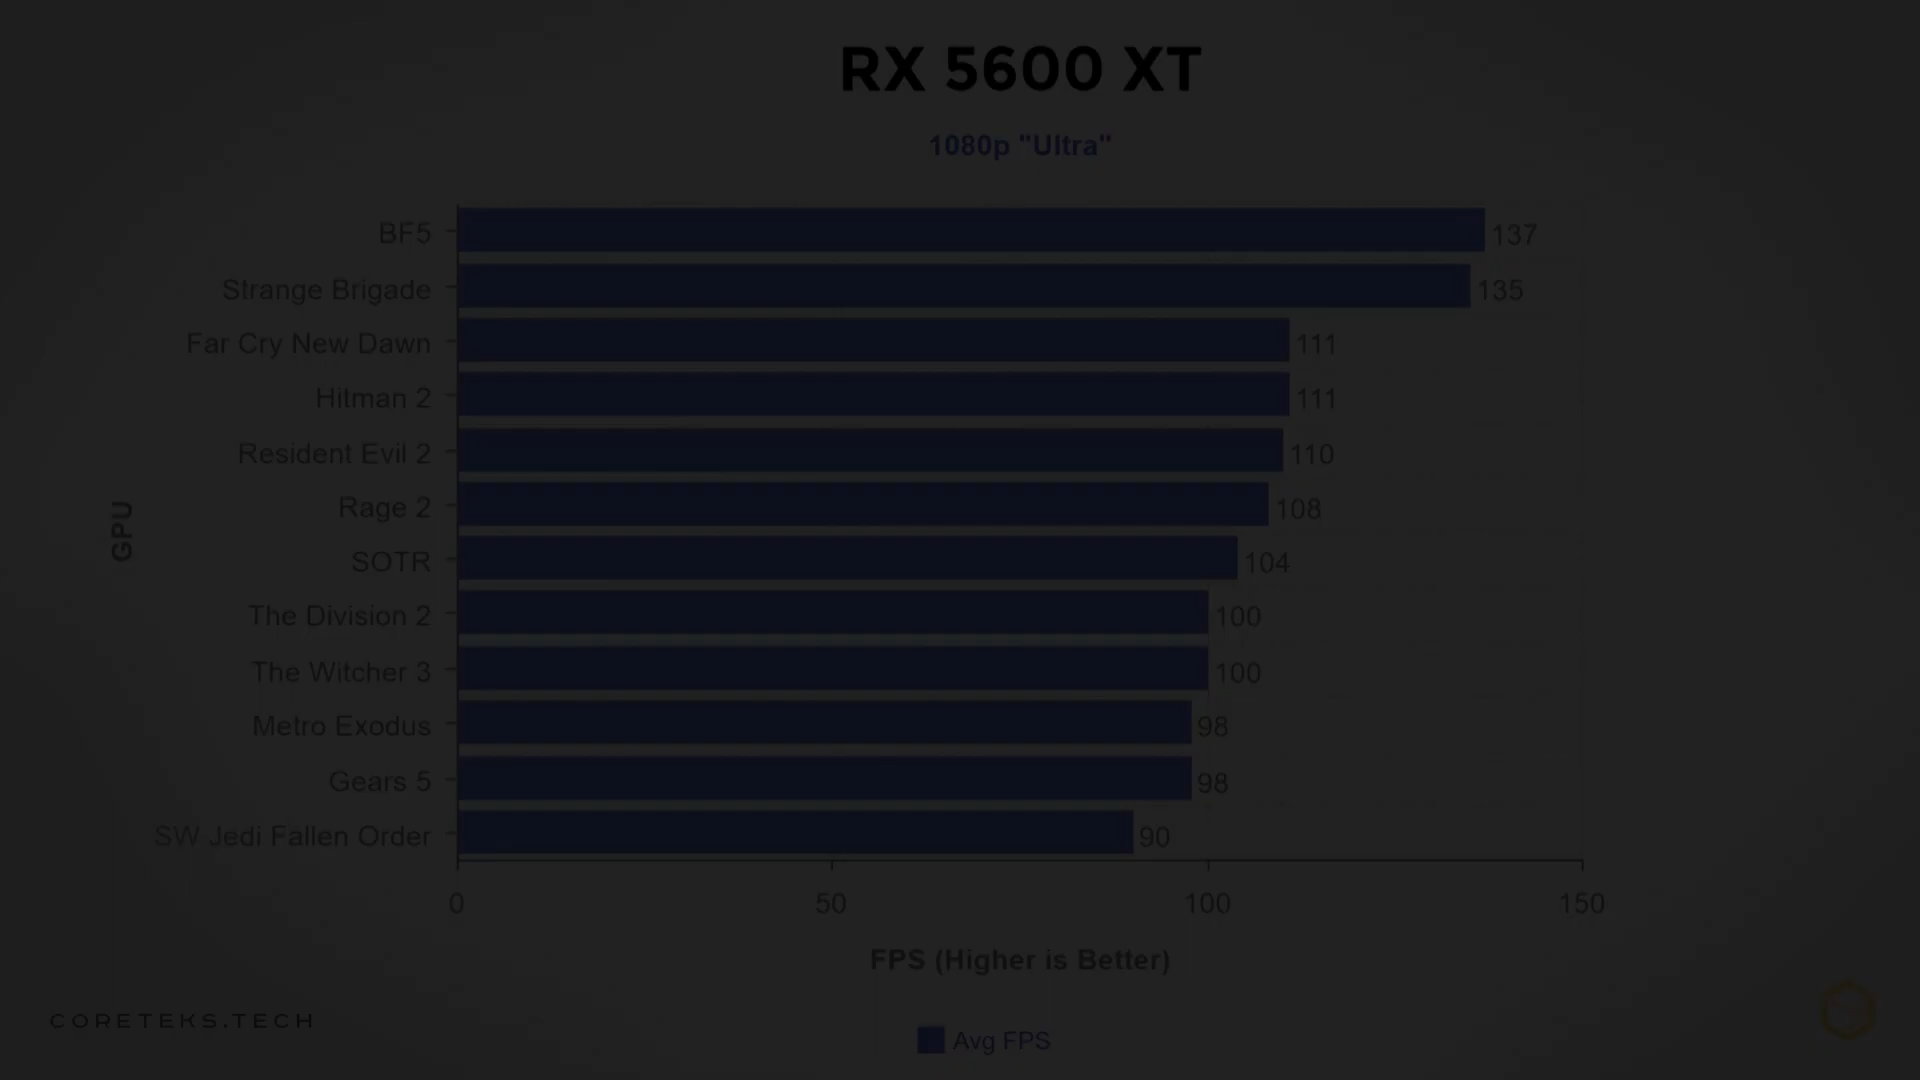 RX 5600 XT
1080p "Ultra"
BF5 137
Strange Brigade 135
Far Cry New Dawn 111
Hitman 2 111
Resident Evil 2 110
Rage 2 108
SOTR 104
The Division 2 100
The Witcher 3 100
Metro Exodus 98
Gears 5 98
SW Jedi Fallen Order 90
GPU
0 50 100 150
FPS (Higher is Better)
CORETEKS.TECH
Avg FPS